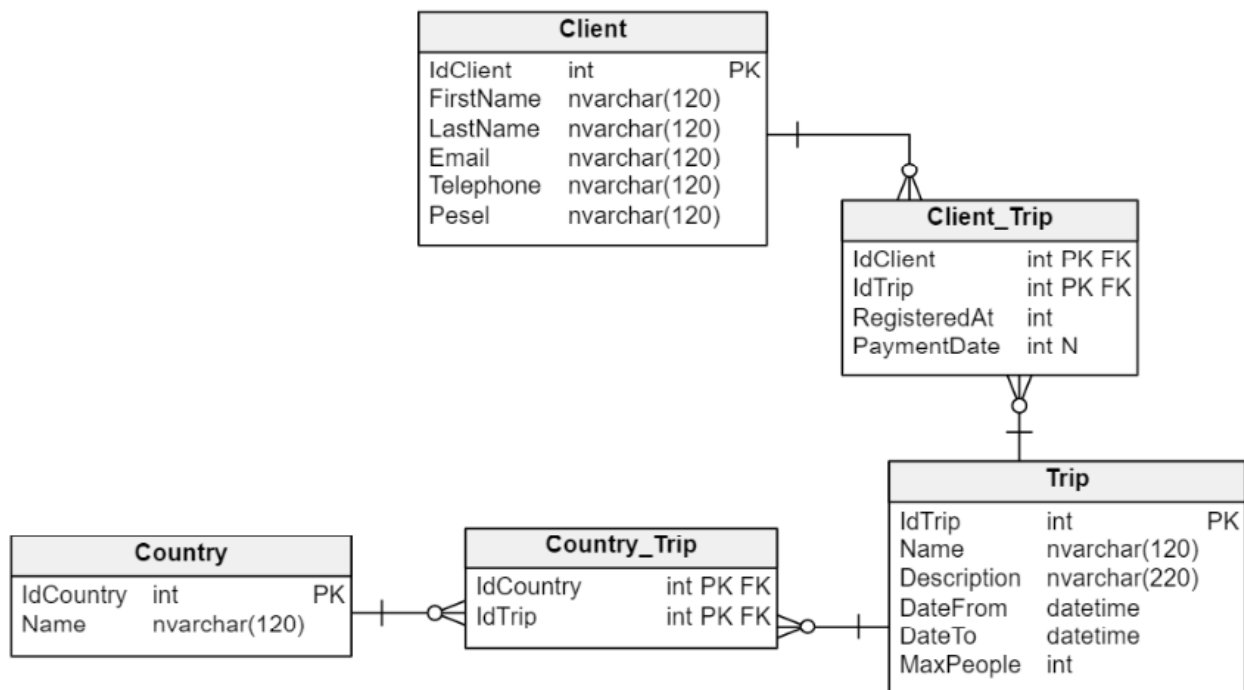 Client
IdClient int PK
FirstName nvarchar(120)
LastName nvarchar(120)
Email nvarchar(120)
Telephone nvarchar(120)
Pesel nvarchar(120)
Client_Trip
IdClient int PK FK
IdTrip int PK FK
RegisteredAt int
PaymentDate int N
Trip
IdTrip int PK
Name nvarchar(120)
Description nvarchar(220)
DateFrom datetime
DateTo datetime
MaxPeople int
Country_Trip
IdCountry int PK FK
IdTrip int PK FK
Country
IdCountry int PK
Name nvarchar(120)